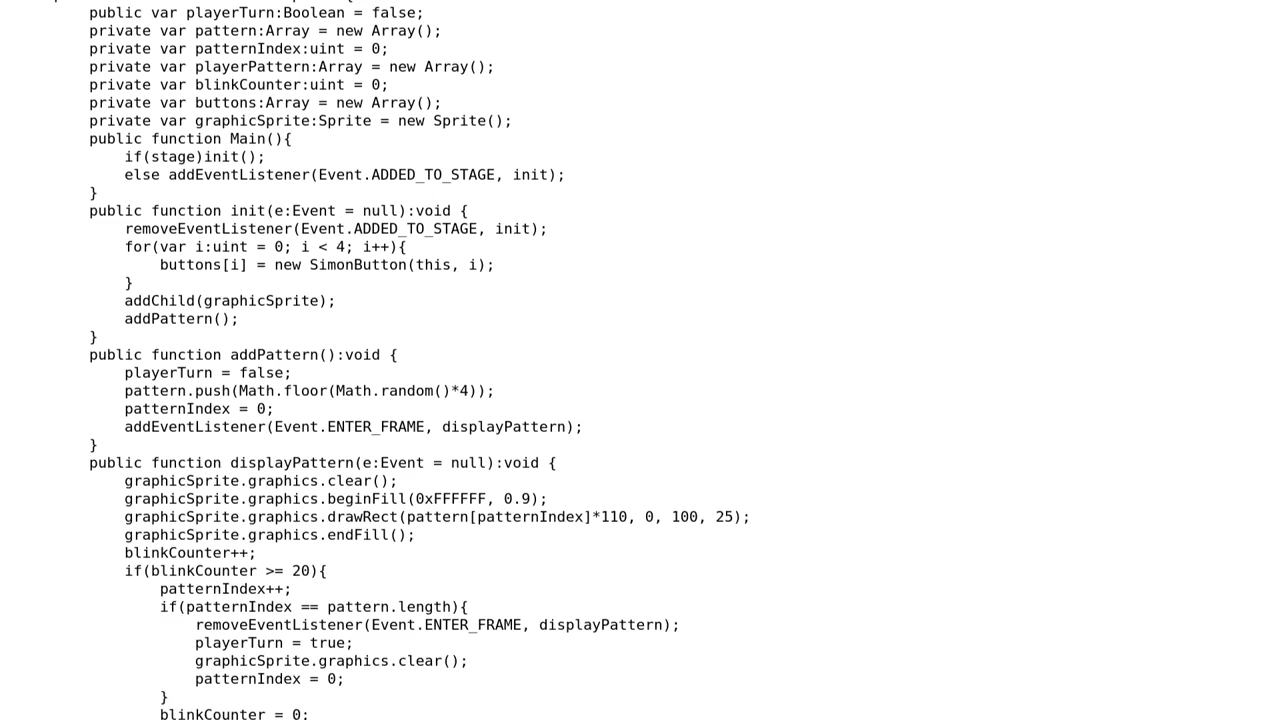 public var playerTurn:Boolean = false;
private var pattern:Array = new Array();
private var patternIndex:uint = 0;
private var playerPattern:Array = new Array();
private var blinkCounter:uint = 0;
private var buttons:Array = new Array();
private var graphicSprite:Sprite = new Sprite();
public function Main(){
if(stage)init();
else addEventListener(Event.ADDED_TO_STAGE, init);
}
public function init(e:Event = null):void {
removeEventListener(Event.ADDED_TO_STAGE, init);
for(var i:uint = 0; i < 4; i++){
buttons[i] = new SimonButton(this, i);
}
addChild(graphicSprite);
addPattern();
}
public function addPattern():void {
playerTurn = false;
pattern.push(Math.floor(Math.random()*4));
patternIndex = 0;
addEventListener(Event.ENTER_FRAME, displayPattern);
}
public function displayPattern(e:Event = null):void {
graphicSprite.graphics.clear();
graphicSprite.graphics.beginFill(0xFFFFFF, 0.9);
graphicSprite.graphics.drawRect(pattern[patternIndex]*110, 0, 100, 25);
graphicSprite.graphics.endFill();
blinkCounter++;
if(blinkCounter >= 20){
patternIndex++;
if(patternIndex == pattern.length){
removeEventListener(Event.ENTER_FRAME, displayPattern);
playerTurn = true;
graphicSprite.graphics.clear();
patternIndex = 0;
}
blinkCounter = 0;